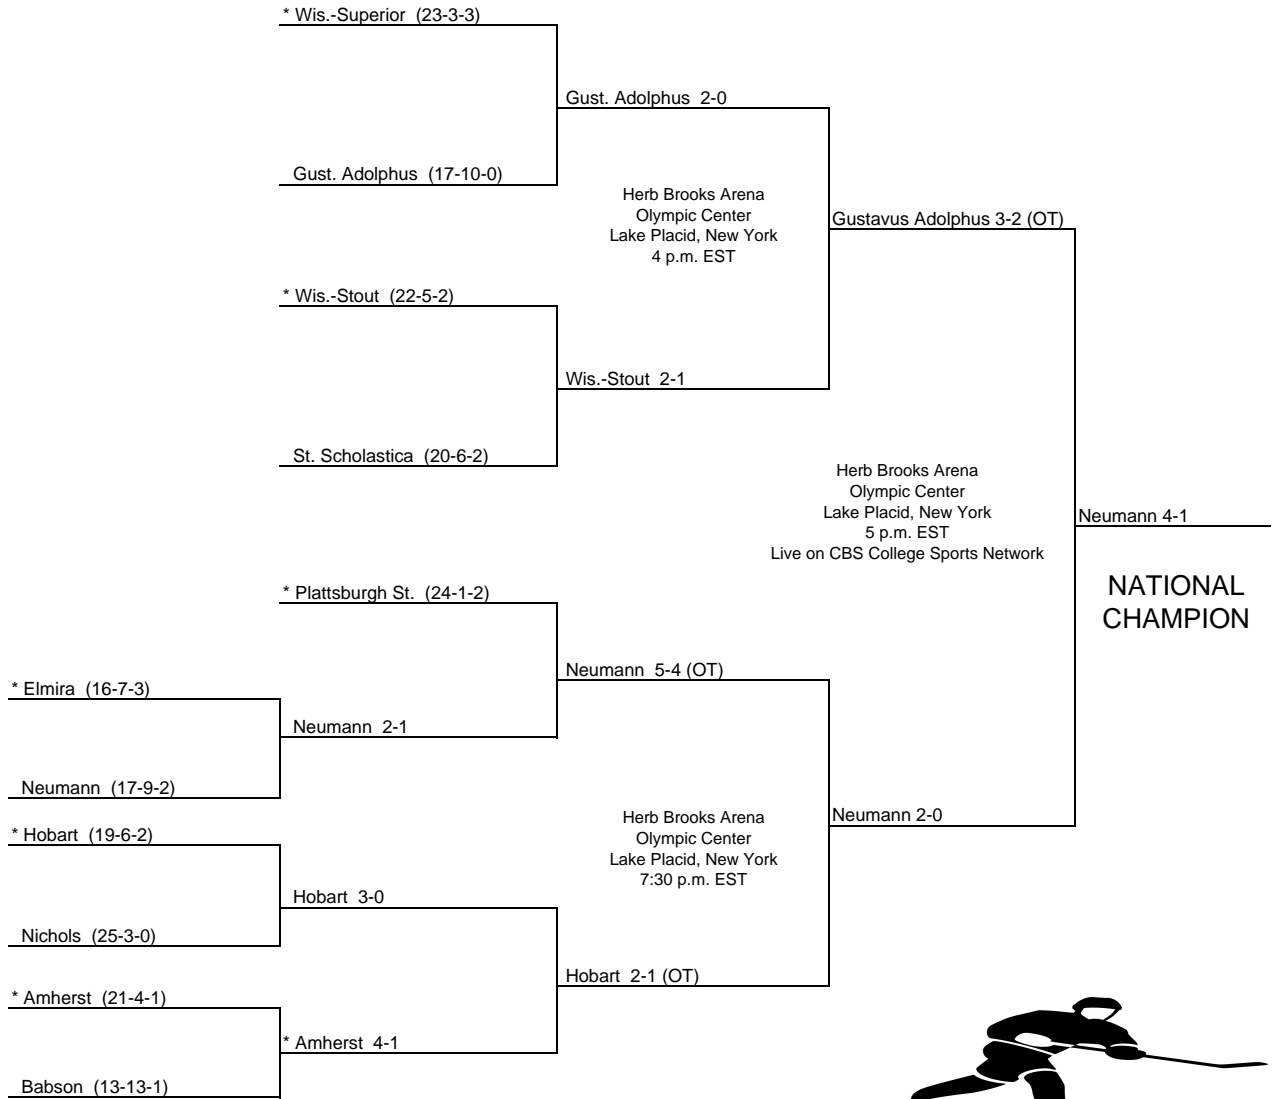 * Wis.-Superior (23-3-3)
Gust. Adolphus 2-0
Gust. Adolphus (17-10-0)
Herb Brooks Arena
Olympic Center
Lake Placid, New York
4 p.m. EST
Gustavus Adolphus 3-2 (OT)
* Wis.-Stout (22-5-2)
Wis.-Stout 2-1
St. Scholastica (20-6-2)
Herb Brooks Arena
Olympic Center
Lake Placid, New York
5 p.m. EST
Live on CBS College Sports Network
Neumann 4-1
NATIONAL
CHAMPION
* Plattsburgh St. (24-1-2)
Neumann 5-4 (OT)
* Elmira (16-7-3)
Neumann 2-1
Neumann (17-9-2)
Herb Brooks Arena
Olympic Center
Lake Placid, New York
7:30 p.m. EST
Neumann 2-0
* Hobart (19-6-2)
Hobart 3-0
Nichols (25-3-0)
Hobart 2-1 (OT)
* Amherst (21-4-1)
* Amherst 4-1
Babson (13-13-1)